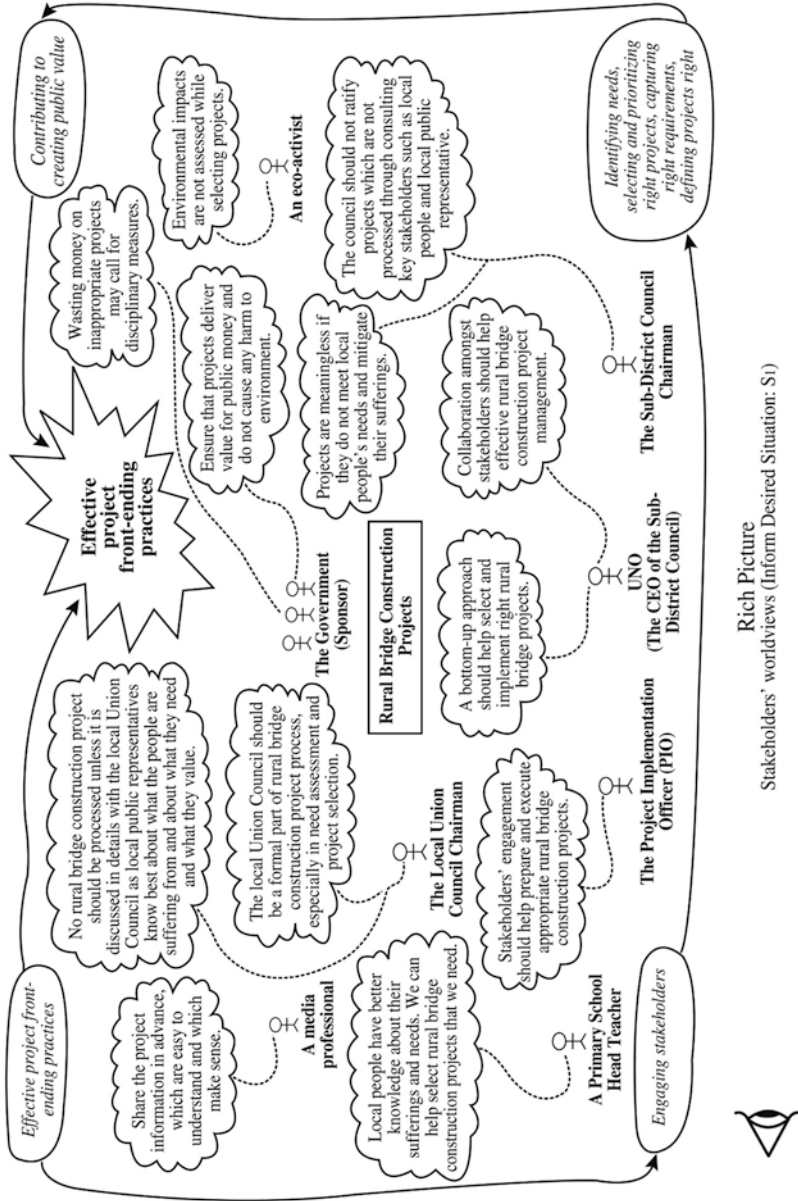 Effective project front-
ending practices
Contributing to
creating public value
Effective
project
front-ending
practices
Wasting money on
inappropriate projects
may call for
disciplinary measures.
Environmental impacts
are not assessed while
selecting projects.
An eco-activist
No rural bridge construction project
should be processed unless it is
discussed in details with the local Union
Council as local public representatives
know best about what the people are
suffering from and about what they need
and what they value.
Share the project
information in advance,
which are easy to
understand and which
make sense.
A media
professional
The local Union Council should
be a formal part of rural bridge
construction project process,
especially in need assessment and
project selection.
The Local Union
Council Chairman
The Government
(Sponsor)
Ensure that projects deliver
value for public money and
do not cause any harm to
environment.
Rural Bridge Construction
Projects
Projects are meaningless if
they do not meet local
people's needs and mitigate
their sufferings.
The council should not ratify
projects which are not
processed through consulting
key stakeholders such as local
people and local public
representative.
Local people have better
knowledge about their
sufferings and needs. We can
help select rural bridge
construction projects that we need.
A Primary School
Head Teacher
Stakeholders' engagement
should help prepare and execute
appropriate rural bridge
construction projects.
The Project Implementation
Officer (PIO)
A bottom-up approach
should help select and
implement right rural
bridge projects.
Collaboration amongst
stakeholders should help
effective rural bridge
construction project
management.
UNO
(The CEO of the Sub-
District Council)
The Sub-District Council
Chairman
Engaging stakeholders
Identifying needs,
selecting and prioritizing
right projects, capturing
right requirements,
defining projects right
Rich Picture
Stakeholders' worldviews (Inform Desired Situation: S1)